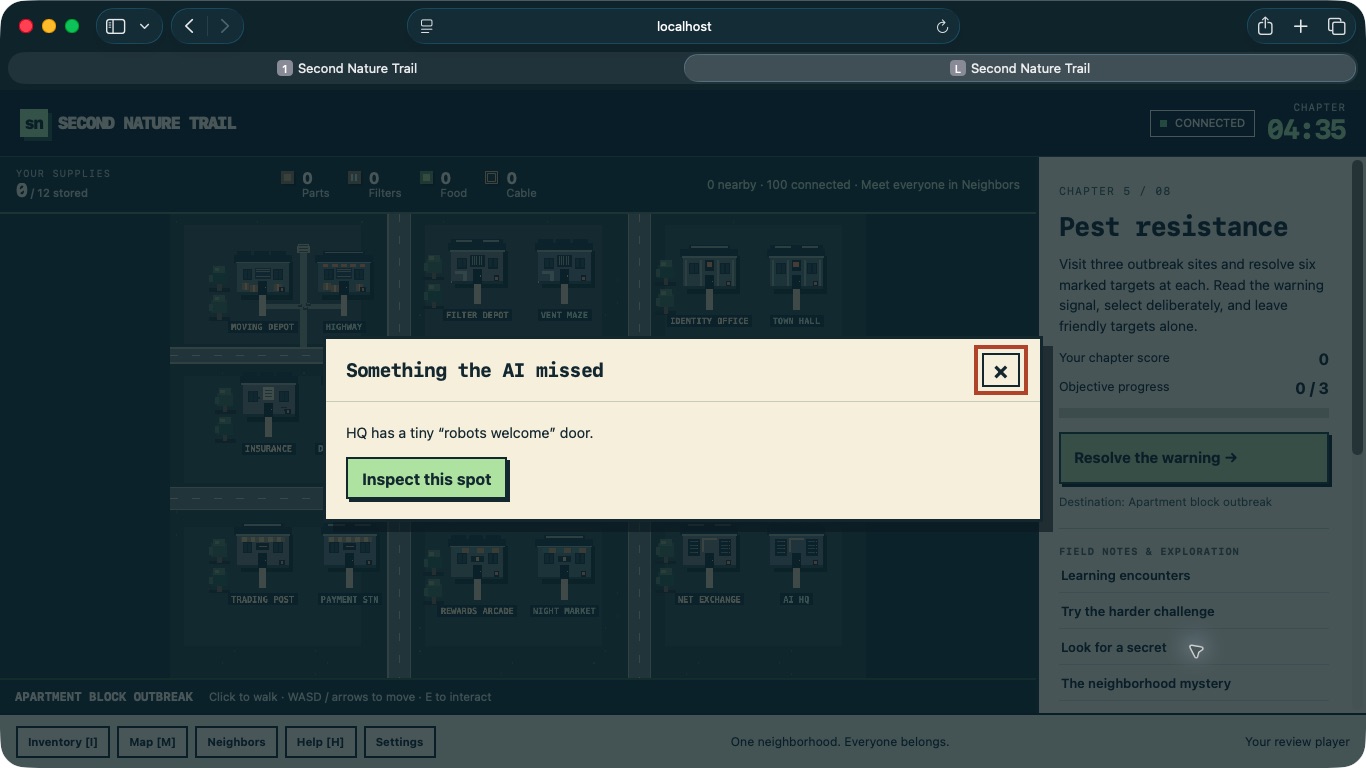 localhost
1 Second Nature Trail
L Second Nature Trail
sn SECOND NATURE TRAIL
CONNECTED
CHAPTER
04:35
YOUR SUPPLIES
0 / 12 stored
0 Parts
0 Filters
0 Food
0 Cable
0 nearby · 100 connected · Meet everyone in Neighbors
MOVING DEPOT
HIGHWAY
FILTER DEPOT
VENT MAZE
IDENTITY OFFICE
TOWN HALL
INSURANCE
TRADING POST
PAYMENT STN
REWARDS ARCADE
NIGHT MARKET
NET EXCHANGE
AI HQ
Something the AI missed
×
HQ has a tiny “robots welcome” door.
Inspect this spot
APARTMENT BLOCK OUTBREAK
Click to walk · WASD / arrows to move · E to interact
CHAPTER 5 / 08
Pest resistance
Visit three outbreak sites and resolve six
marked targets at each. Read the warning
signal, select deliberately, and leave
friendly targets alone.
Your chapter score 0
Objective progress 0 / 3
Resolve the warning →
Destination: Apartment block outbreak
FIELD NOTES & EXPLORATION
Learning encounters
Try the harder challenge
Look for a secret
The neighborhood mystery
Inventory [I]
Map [M]
Neighbors
Help [H]
Settings
One neighborhood. Everyone belongs.
Your review player